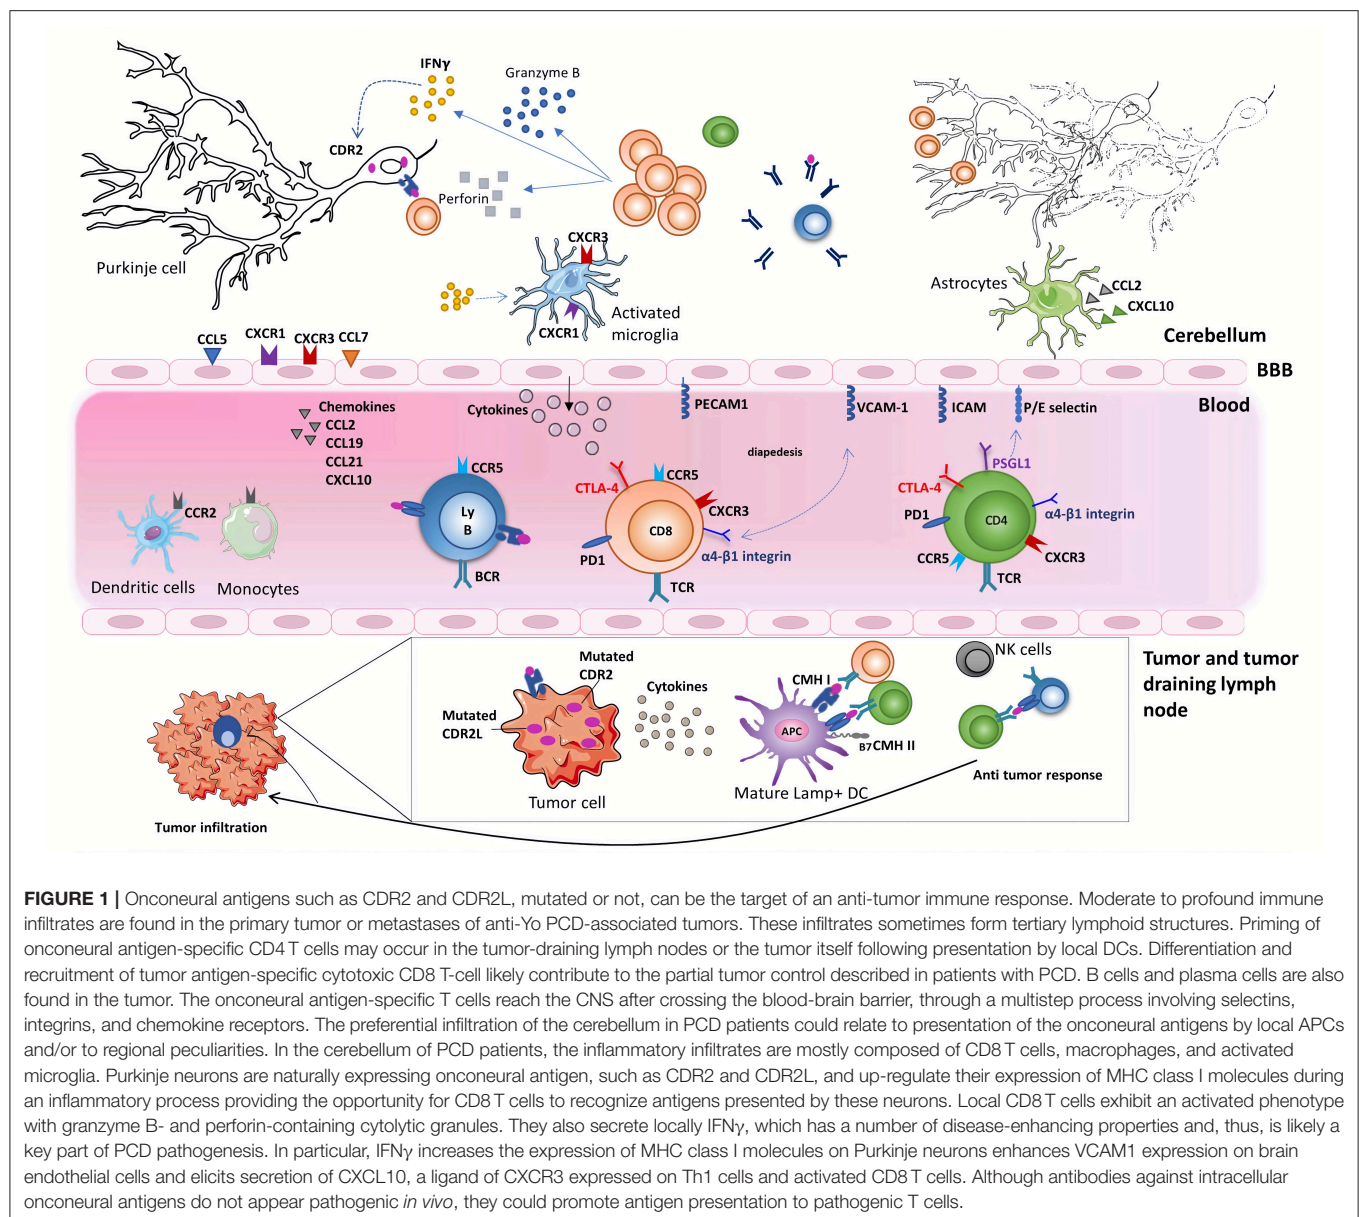 IFNγ
Granzyme B
CDR2
Perforin
Purkinje cell
CXCR3
Activated
microglia
CXCR1
Astrocytes
CCL2
CXCL10
Cerebellum
CCL5
CXCR1
CXCR3
CCL7
BBB
Blood
Chemokines
CCL2
CCL19
CCL21
CXCL10
Cytokines
PECAM1
VCAM-1
ICAM
P/E selectin
diapedesis
PSGL1
CCR5
CTLA-4
CCR5
CXCR3
CTLA-4
α4-β1 integrin
PD1
CCR2
Ly
B
CD8
CD4
PD1
α4-β1 integrin
CCR5
CXCR3
Dendritic cells
Monocytes
BCR
TCR
TCR
Mutated
CDR2
Cytokines
Mutated
CDR2L
CMH I
APC
B7
CMH II
NK cells
Tumor and tumor
draining lymph
node
Anti tumor response
Tumor cell
Mature Lamp+ DC
Tumor infiltration
FIGURE 1 | Onconeural antigens such as CDR2 and CDR2L, mutated or not, can be the target of an anti-tumor immune response. Moderate to profound immune
infiltrates are found in the primary tumor or metastases of anti-Yo PCD-associated tumors. These infiltrates sometimes form tertiary lymphoid structures. Priming of
onconeural antigen-specific CD4 T cells may occur in the tumor-draining lymph nodes or the tumor itself following presentation by local DCs. Differentiation and
recruitment of tumor antigen-specific cytotoxic CD8 T-cell likely contribute to the partial tumor control described in patients with PCD. B cells and plasma cells are also
found in the tumor. The onconeural antigen-specific T cells reach the CNS after crossing the blood-brain barrier, through a multistep process involving selectins,
integrins, and chemokine receptors. The preferential infiltration of the cerebellum in PCD patients could relate to presentation of the onconeural antigens by local APCs
and/or to regional peculiarities. In the cerebellum of PCD patients, the inflammatory infiltrates are mostly composed of CD8 T cells, macrophages, and activated
microglia. Purkinje neurons are naturally expressing onconeural antigen, such as CDR2 and CDR2L, and up-regulate their expression of MHC class I molecules during
an inflammatory process providing the opportunity for CD8 T cells to recognize antigens presented by these neurons. Local CD8 T cells exhibit an activated phenotype
with granzyme B- and perforin-containing cytolytic granules. They also secrete locally IFNγ, which has a number of disease-enhancing properties and, thus, is likely a
key part of PCD pathogenesis. In particular, IFNγ increases the expression of MHC class I molecules on Purkinje neurons enhances VCAM1 expression on brain
endothelial cells and elicits secretion of CXCL10, a ligand of CXCR3 expressed on Th1 cells and activated CD8 T cells. Although antibodies against intracellular
onconeural antigens do not appear pathogenic in vivo, they could promote antigen presentation to pathogenic T cells.